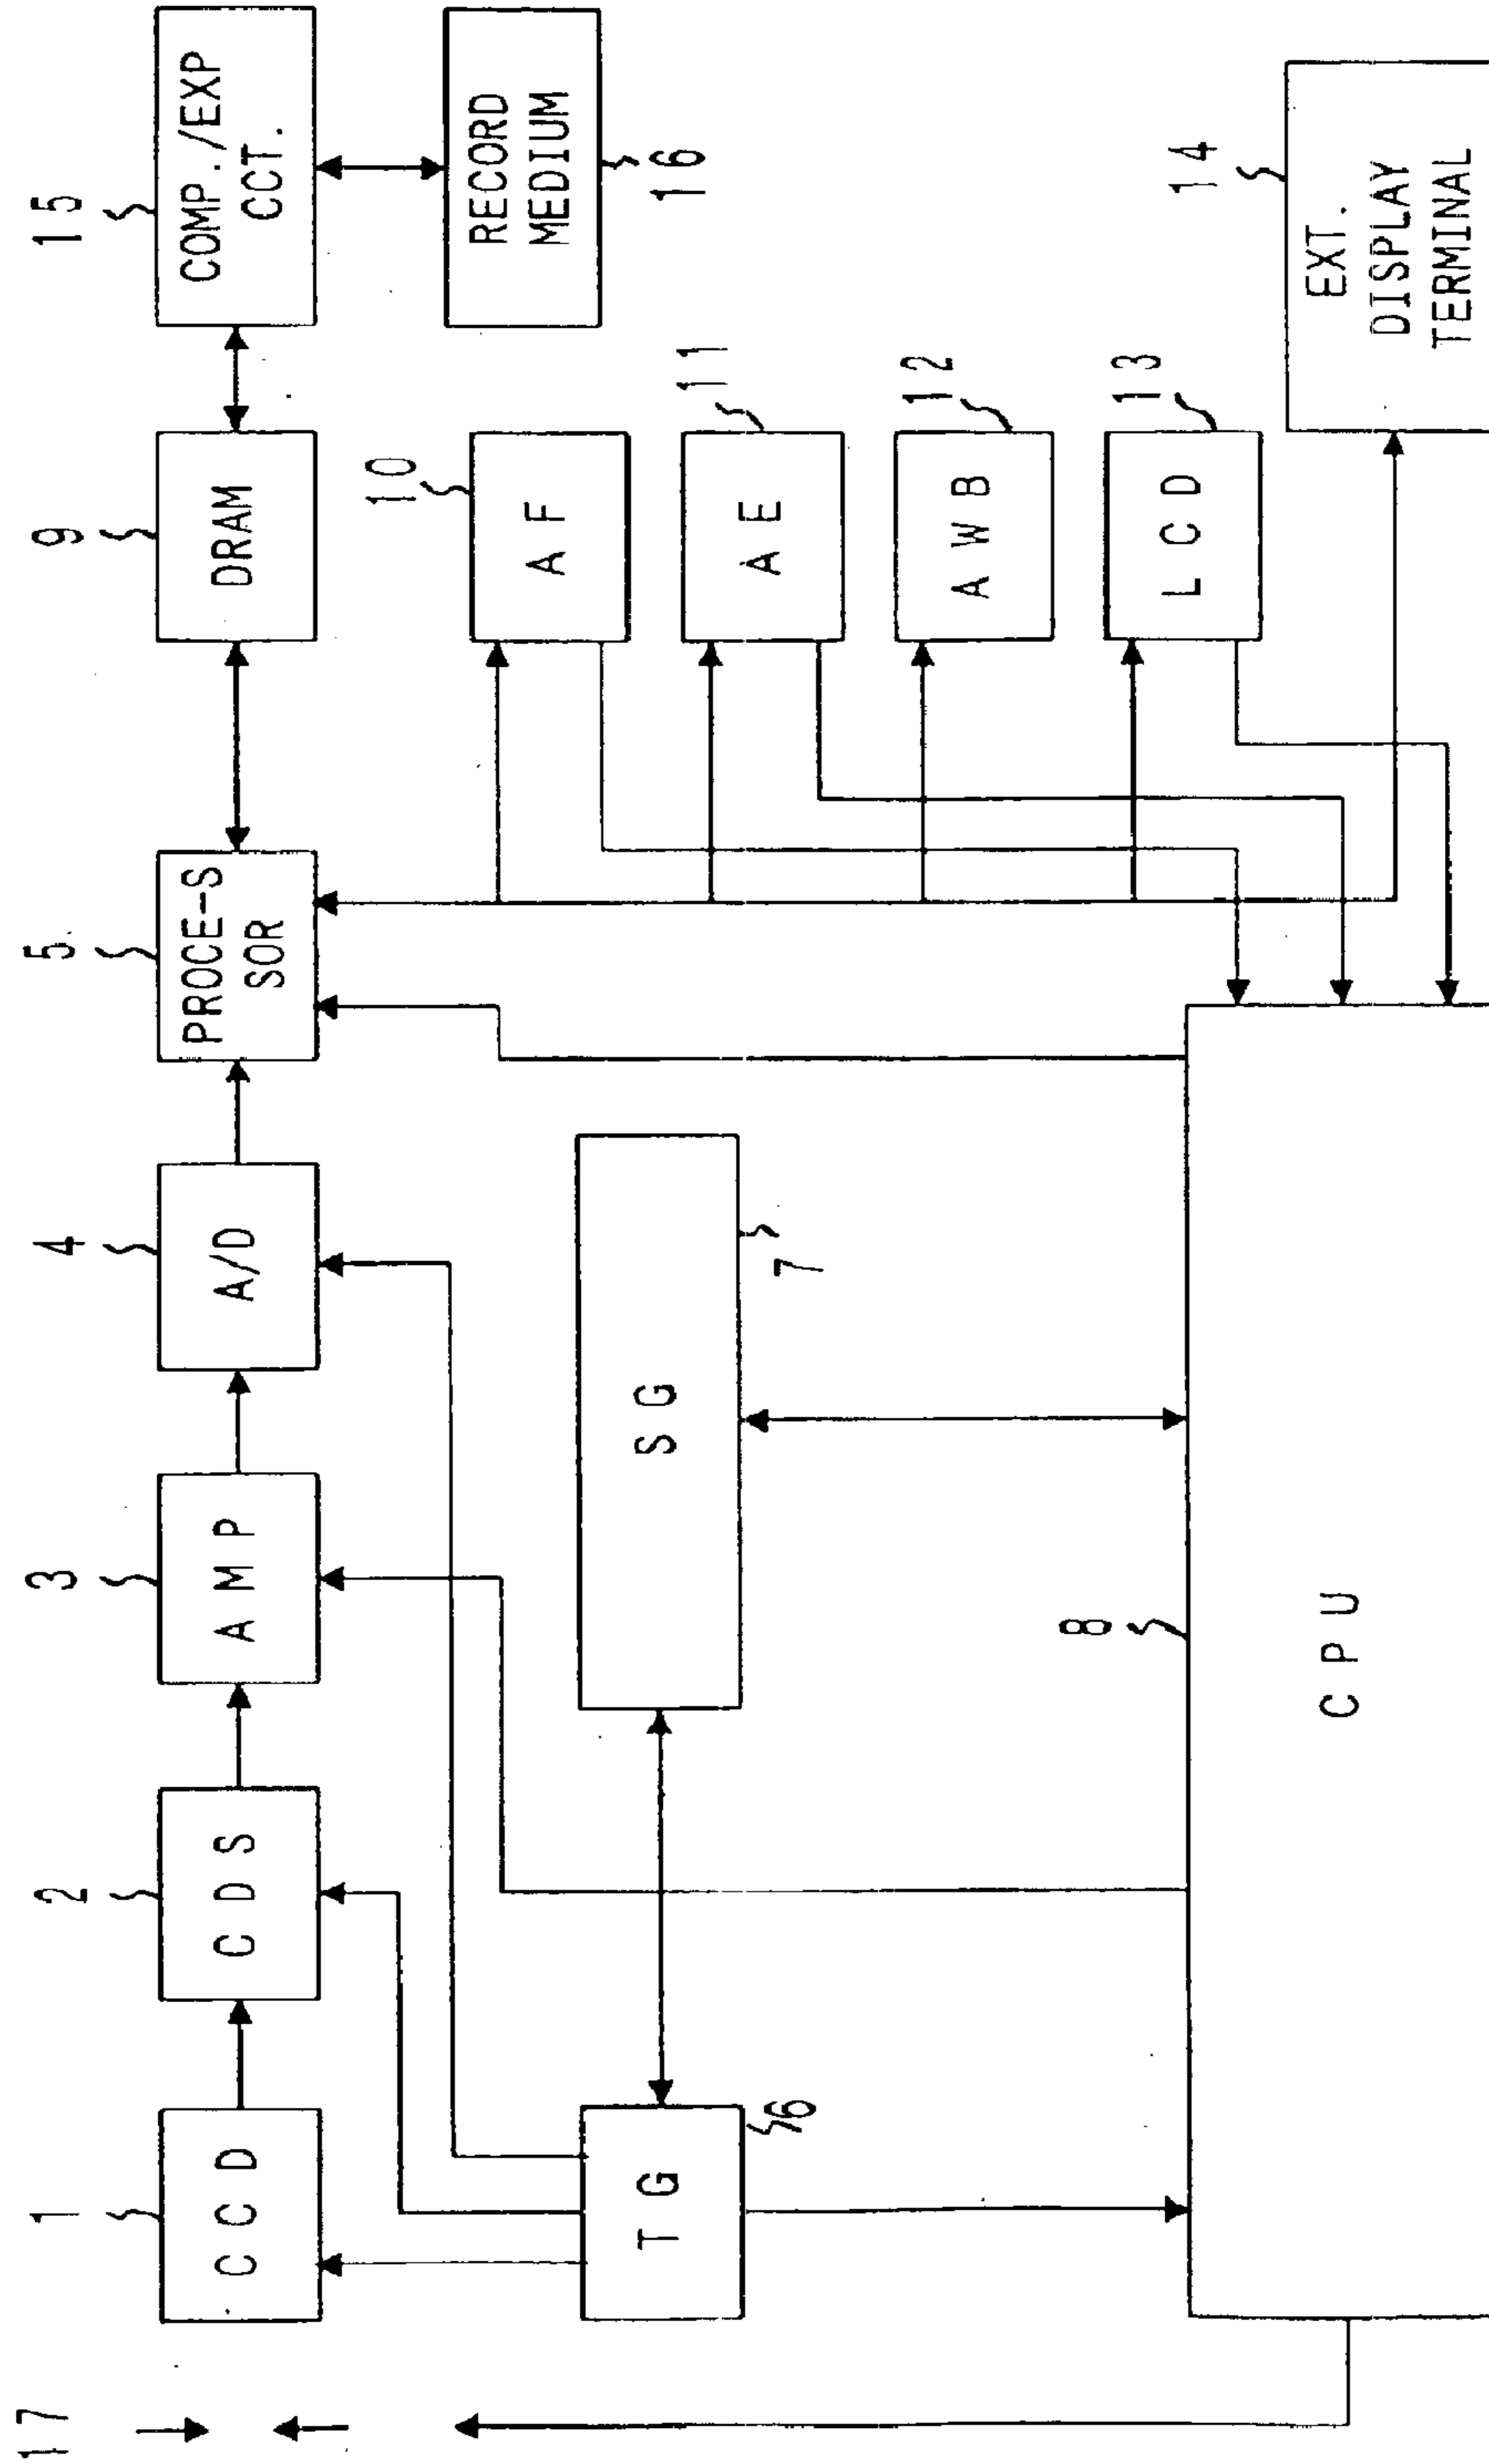 17
1
CCD
2
CDS
3
AMP
4
A/D
5
PROCE-S
SOR
9
DRAM
15
COMP./EXP
CCT.
RECORD
MEDIUM
16
6
TG
SG
7
10
AF
11
AE
12
AWB
13
LCD
14
EXT.
DISPLAY
TERMINAL
8
CPU